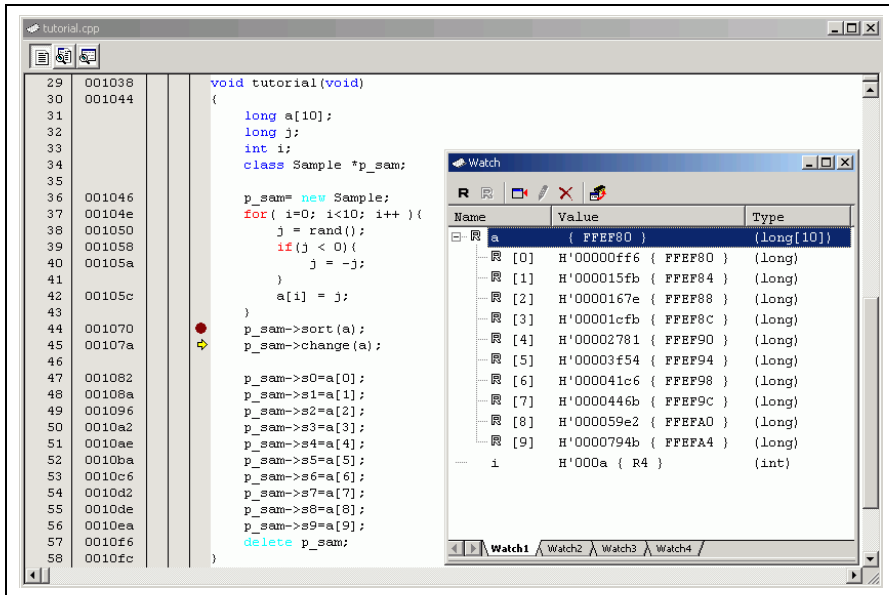 tutorial.cpp
29 001038 void tutorial(void)
30 001044 {
31 long a[10];
32 long j;
33 int i;
34 class Sample *p_sam;
35
36 001046 p_sam= new Sample;
37 00104e for( i=0; i<10; i++ ){
38 001050 j = rand();
39 001058 if(j < 0){
40 00105a j = -j;
41 }
42 00105c a[i] = j;
43 }
44 001070 p_sam->sort(a);
45 00107a p_sam->change(a);
46
47 001082 p_sam->s0=a[0];
48 00108a p_sam->s1=a[1];
49 001096 p_sam->s2=a[2];
50 0010a2 p_sam->s3=a[3];
51 0010ae p_sam->s4=a[4];
52 0010ba p_sam->s5=a[5];
53 0010c6 p_sam->s6=a[6];
54 0010d2 p_sam->s7=a[7];
55 0010de p_sam->s8=a[8];
56 0010ea p_sam->s9=a[9];
57 0010f6 delete p_sam;
58 0010fc }
Watch
R R
Name Value Type
R a { FFEF80 } (long[10])
R [0] H'00000ff6 { FFEF80 } (long)
R [1] H'000015fb { FFEF84 } (long)
R [2] H'0000167e { FFEF88 } (long)
R [3] H'00001cfb { FFEF8C } (long)
R [4] H'00002781 { FFEF90 } (long)
R [5] H'00003f54 { FFEF94 } (long)
R [6] H'000041c6 { FFEF98 } (long)
R [7] H'0000446b { FFEF9C } (long)
R [8] H'000059e2 { FFEFA0 } (long)
R [9] H'0000794b { FFEFA4 } (long)
i H'000a { R4 } (int)
Watch1 Watch2 Watch3 Watch4